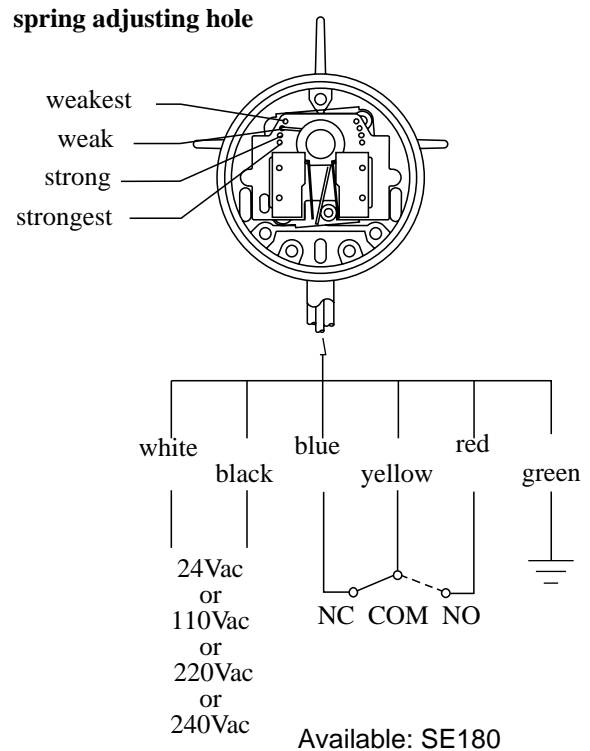 spring adjusting hole
weakest
weak
strong
strongest
white
black
blue
yellow
red
green
24Vac
or
110Vac
or
220Vac
or
240Vac
NC COM NO
Available: SE180